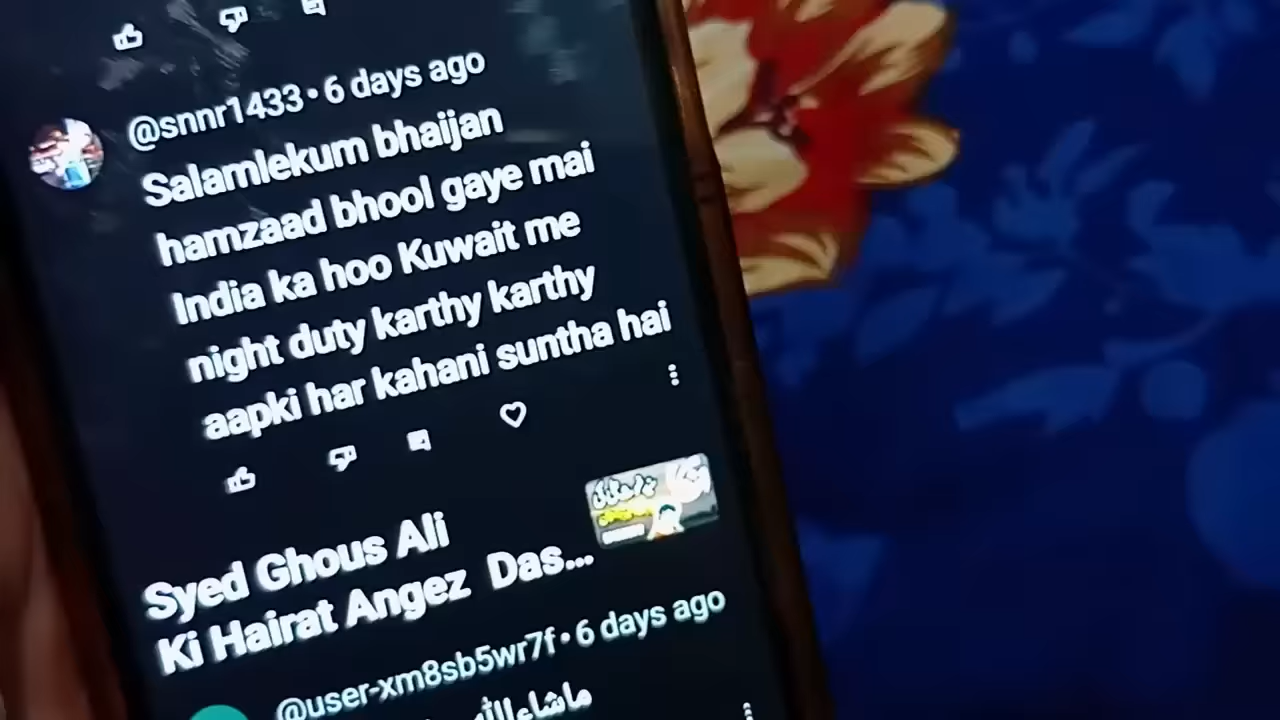 @snnr1433 • 6 days ago
Salamlekum bhaijan
hamzaad bhool gaye mai
India ka hoo Kuwait me
night duty karthy karthy
aapki har kahani suntha hai
Syed Ghous Ali
Ki Hairat Angez Das...
@user-xm8sb5wr7f • 6 days ago
ماشاءالله